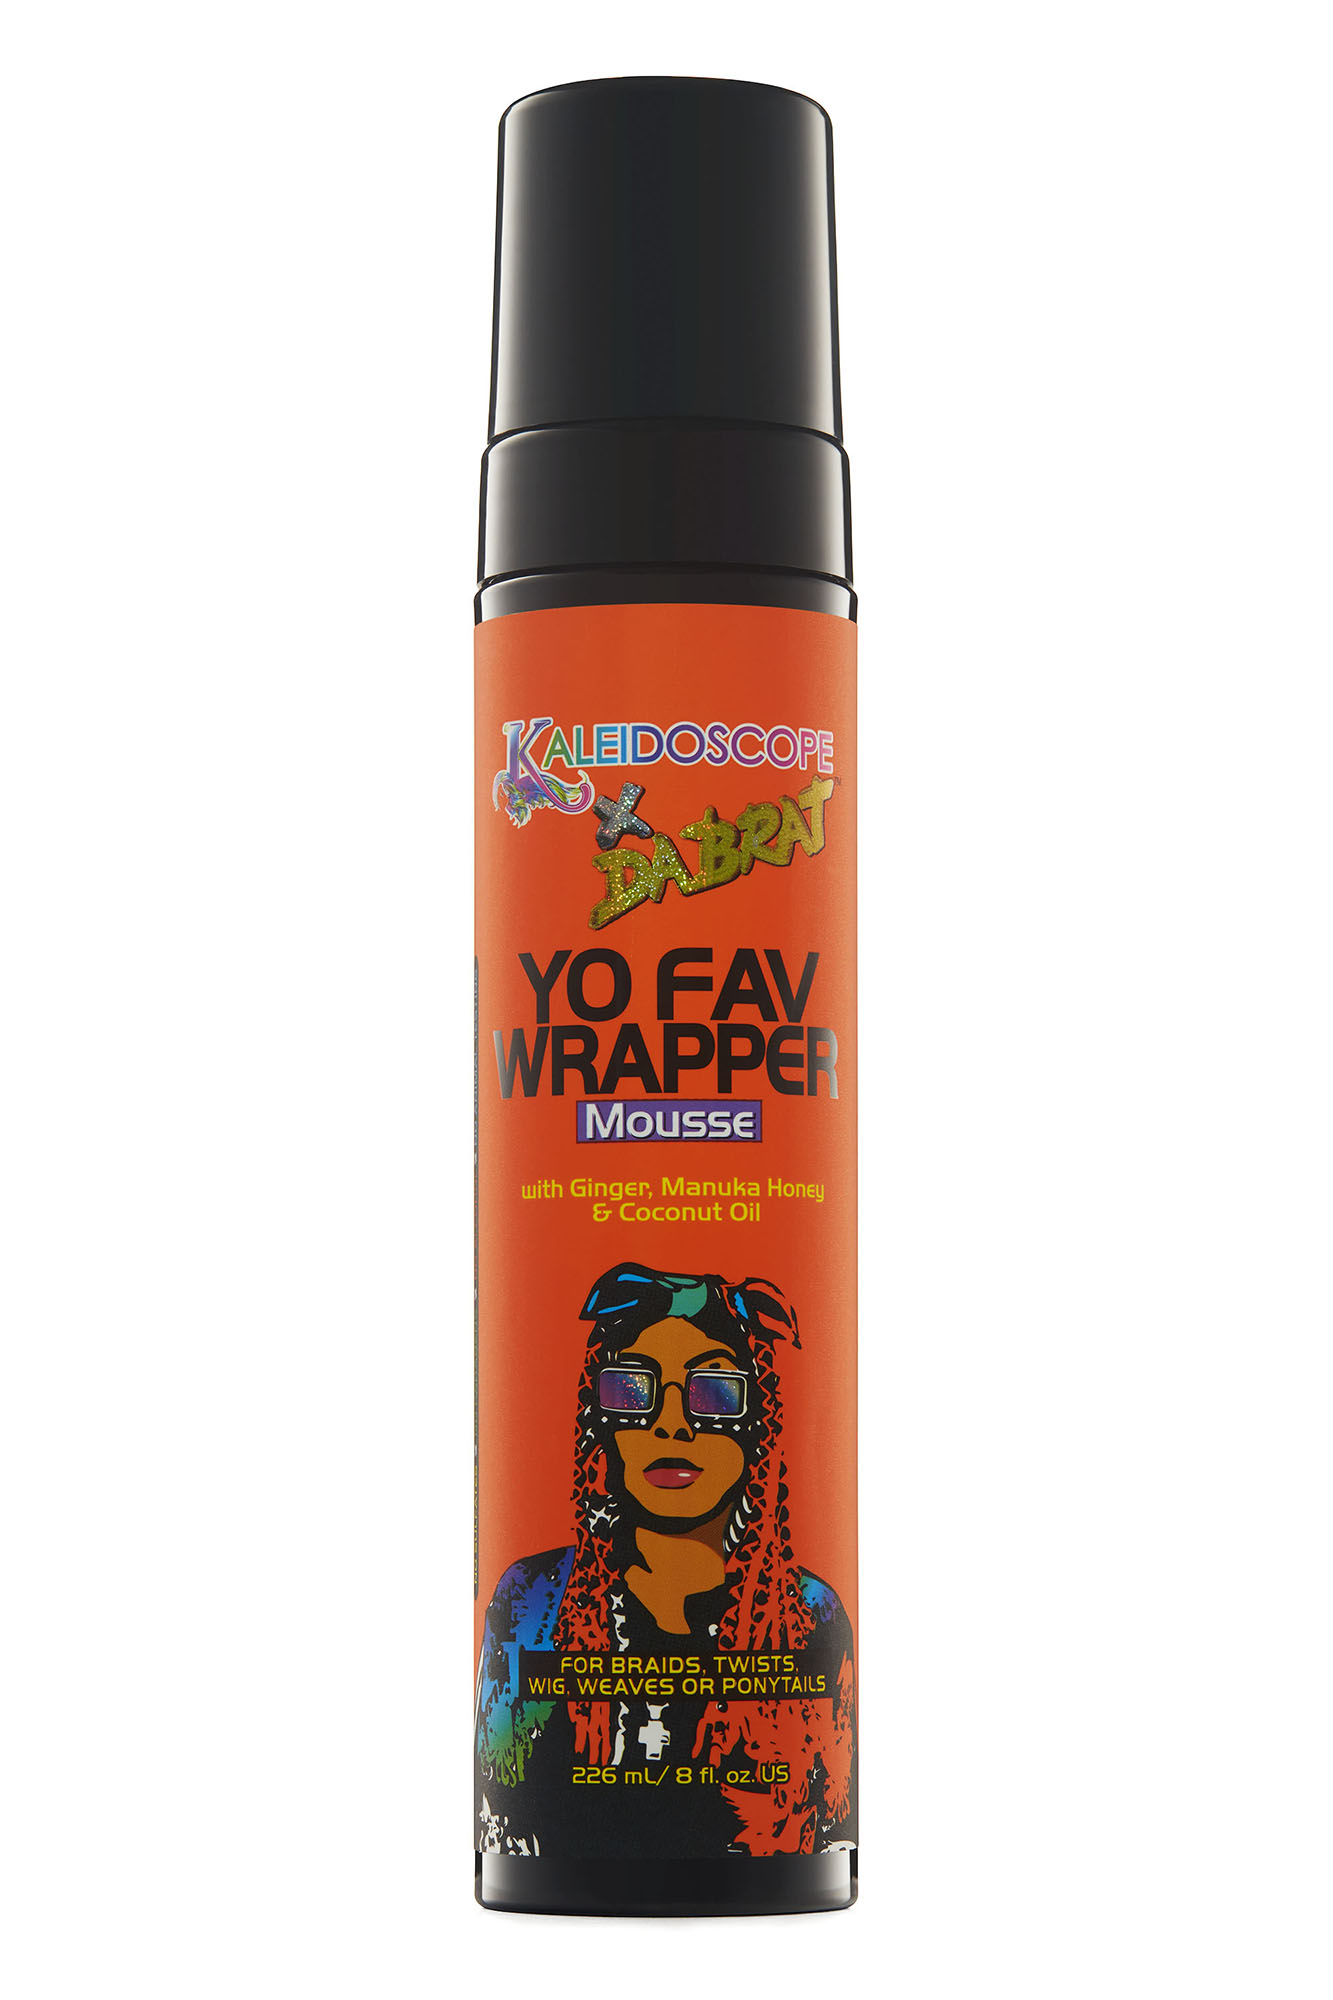 KALEIDOSCOPE
X
DA BRAT™
YO FAV
WRAPPER
Mousse
with Ginger, Manuka Honey
& Coconut Oil
FOR BRAIDS, TWISTS,
WIG, WEAVES OR PONYTAILS
226 mL/ 8 fl. oz. US